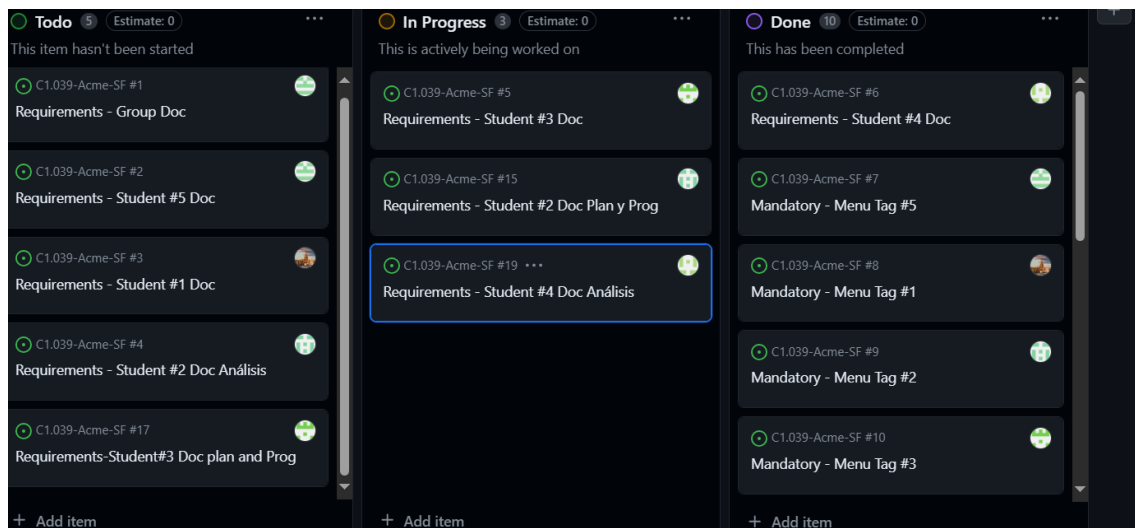 Todo 5 Estimate: 0 ...
This item hasn't been started
C1.039-Acme-SF #1
Requirements - Group Doc
C1.039-Acme-SF #2
Requirements - Student #5 Doc
C1.039-Acme-SF #3
Requirements - Student #1 Doc
C1.039-Acme-SF #4
Requirements - Student #2 Doc Análisis
C1.039-Acme-SF #17
Requirements-Student#3 Doc plan and Prog
+ Add item
In Progress 3 Estimate: 0 ...
This is actively being worked on
C1.039-Acme-SF #5
Requirements - Student #3 Doc
C1.039-Acme-SF #15
Requirements - Student #2 Doc Plan y Prog
C1.039-Acme-SF #19 ...
Requirements - Student #4 Doc Análisis
+ Add item
Done 10 Estimate: 0 ...
This has been completed
C1.039-Acme-SF #6
Requirements - Student #4 Doc
C1.039-Acme-SF #7
Mandatory - Menu Tag #5
C1.039-Acme-SF #8
Mandatory - Menu Tag #1
C1.039-Acme-SF #9
Mandatory - Menu Tag #2
C1.039-Acme-SF #10
Mandatory - Menu Tag #3
+ Add item
+